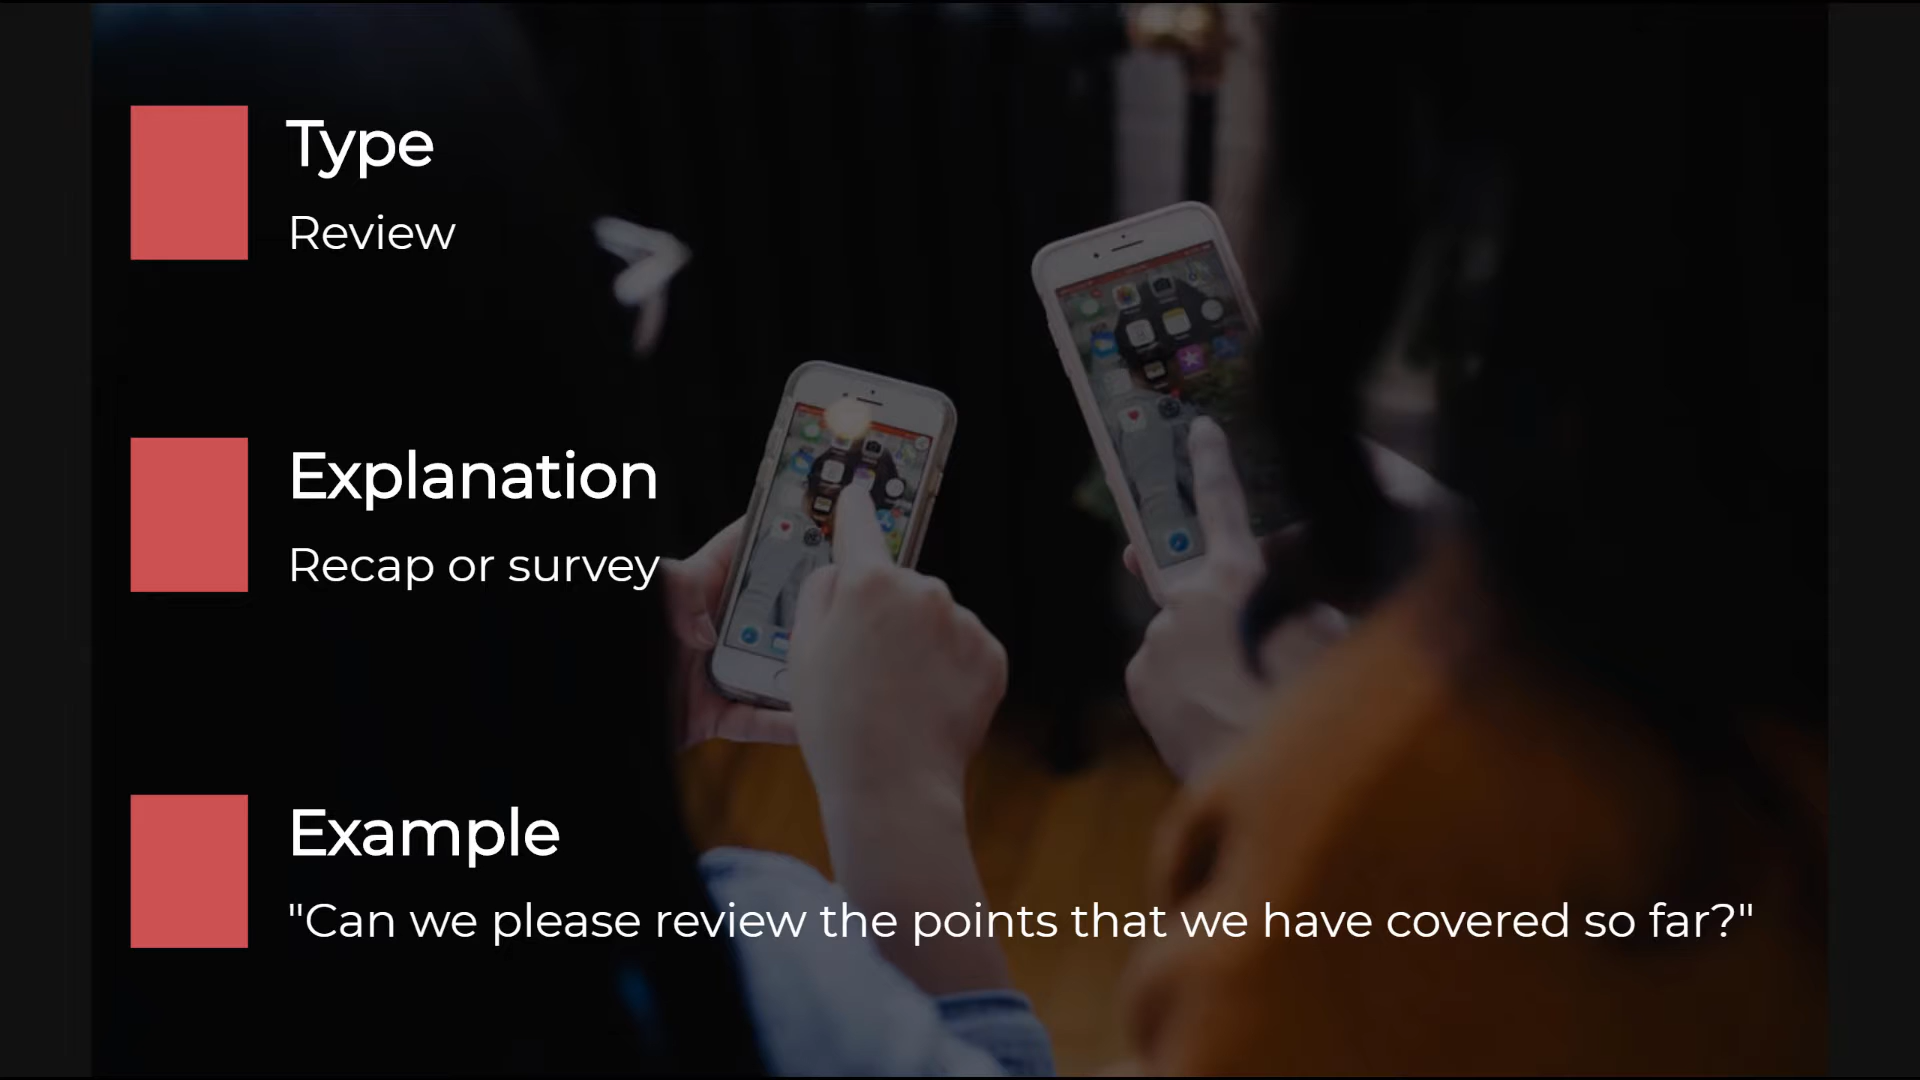 Type
Review
Explanation
Recap or survey
Example
"Can we please review the points that we have covered so far?"